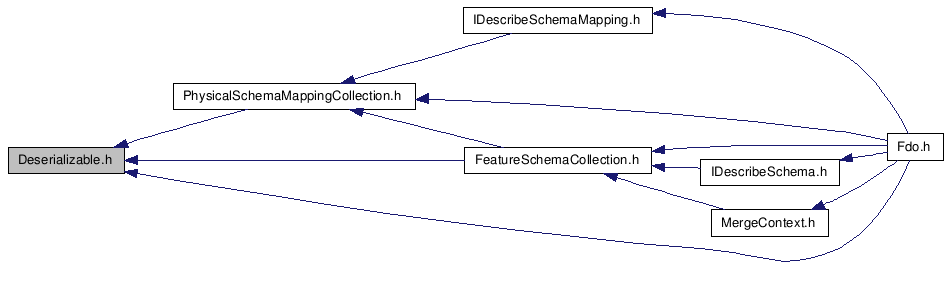 IDescribeSchemaMapping.h
PhysicalSchemaMappingCollection.h
Fdo.h
Deserializable.h
FeatureSchemaCollection.h
IDescribeSchema.h
MergeContext.h